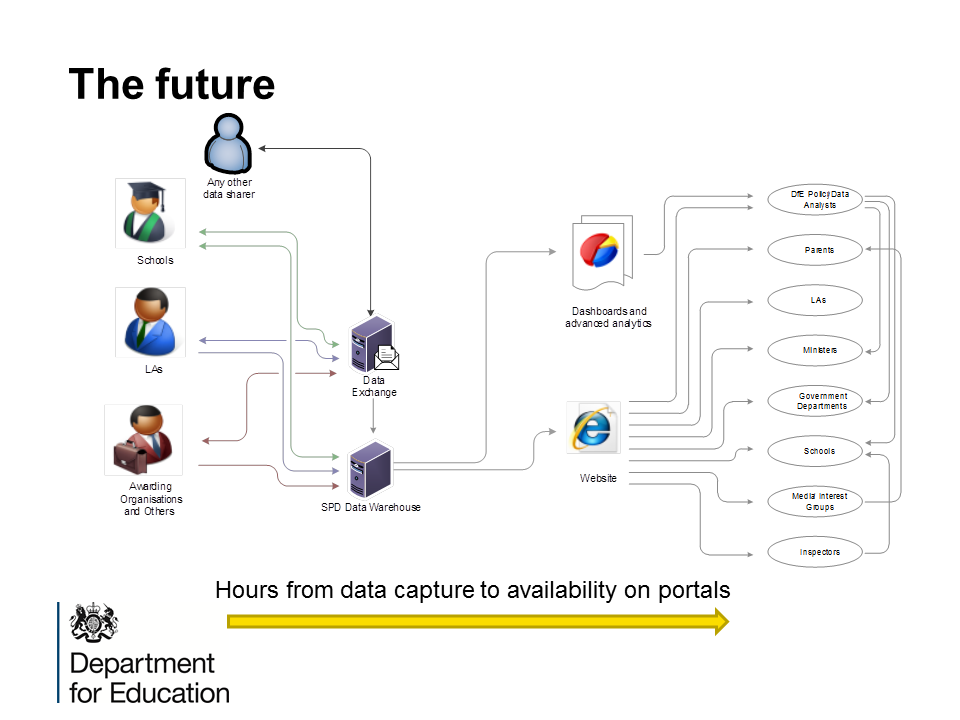 The future
Any other
data sharer
Schools
LAs
Awarding
Organisations
and Others
Data
Exchange
SPD Data Warehouse
Dashboards and
advanced analytics
Website
DfE Policy/Data
Analysts
Parents
LAs
Ministers
Government
Departments
Schools
Media Interest
Groups
Inspectors
Hours from data capture to availability on portals
Department
for Education